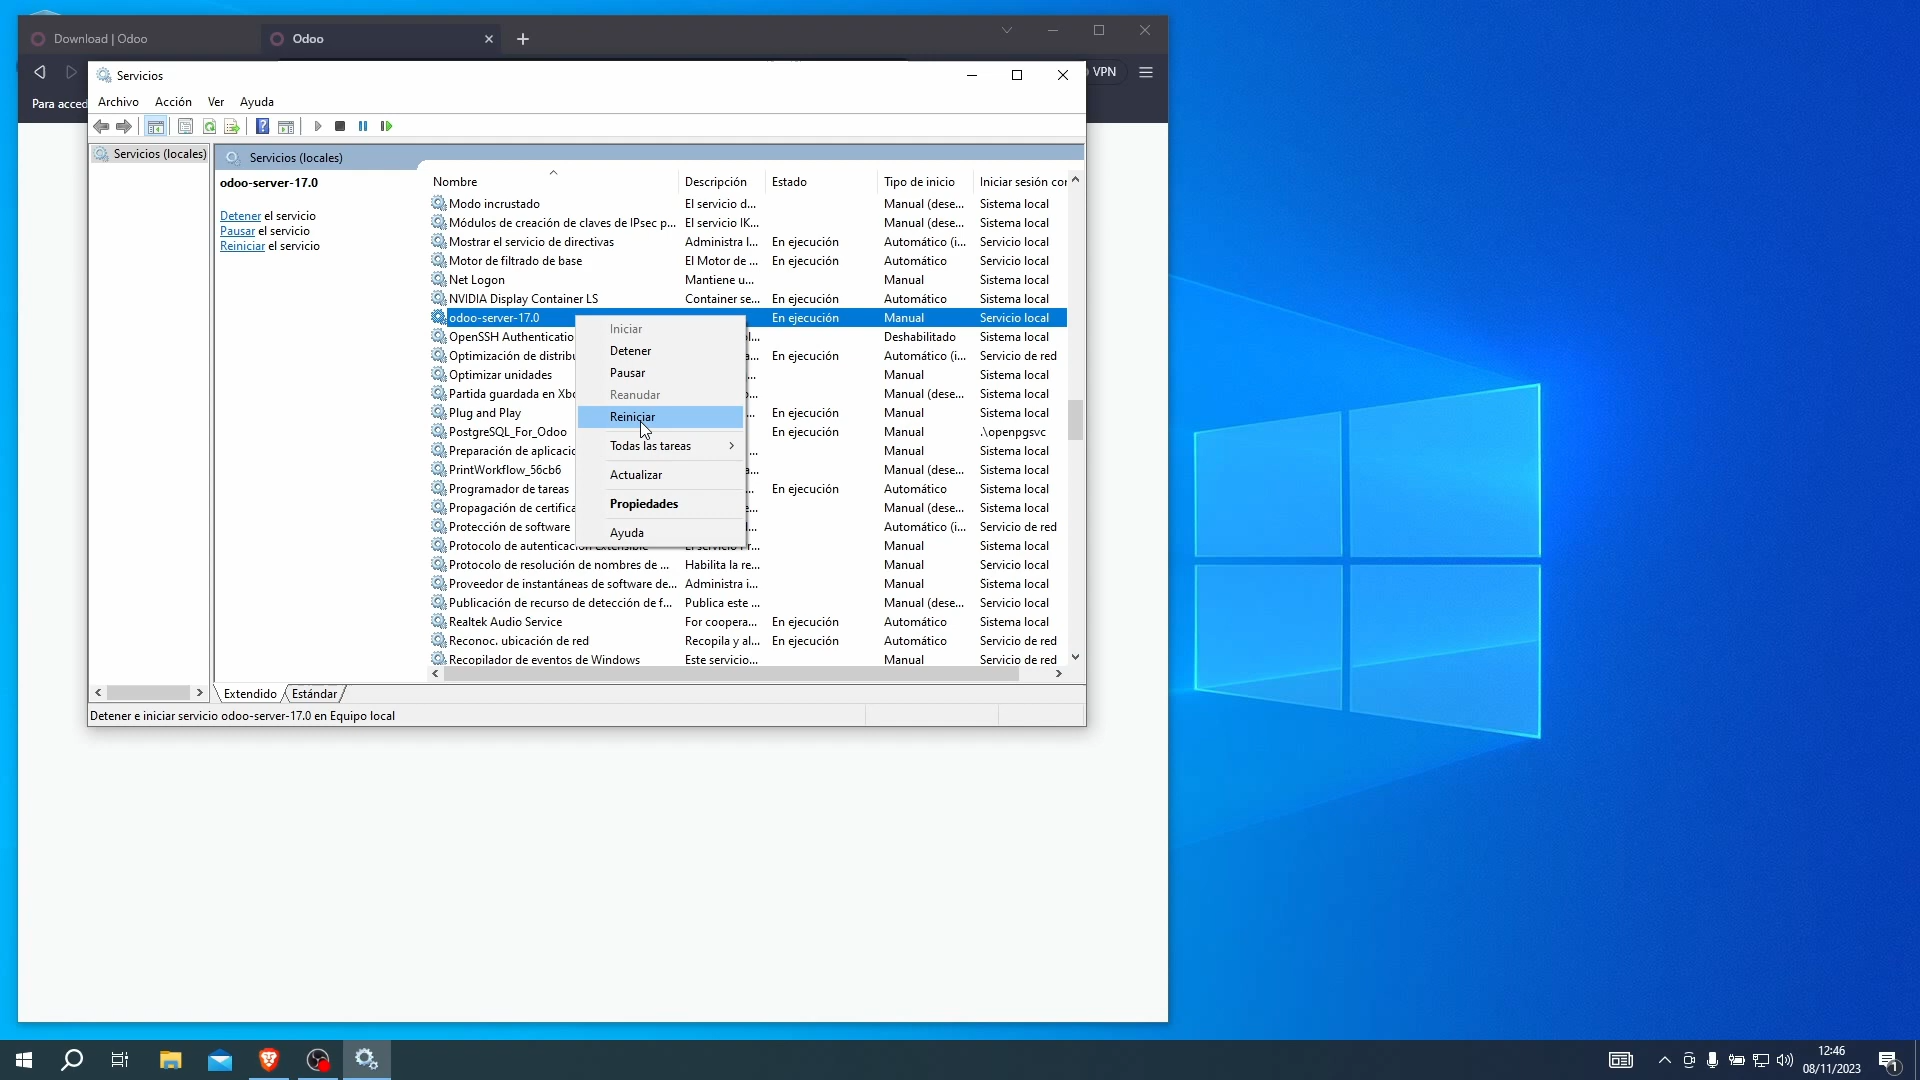 Download | Odoo
Odoo
VPN
Para acced
Servicios
Archivo Acción Ver Ayuda
Servicios (locales)
Servicios (locales)
odoo-server-17.0
Detener el servicio
Pausar el servicio
Reiniciar el servicio
Nombre Descripción Estado Tipo de inicio Iniciar sesión cor
Modo incrustado El servicio d... Manual (dese... Sistema local
Módulos de creación de claves de IPsec p... El servicio IK... Manual (dese... Sistema local
Mostrar el servicio de directivas Administra l... En ejecución Automático (i... Servicio local
Motor de filtrado de base El Motor de ... En ejecución Automático Servicio local
Net Logon Mantiene u... Manual Sistema local
NVIDIA Display Container LS Container se... En ejecución Automático Sistema local
odoo-server-17.0 En ejecución Manual Servicio local
OpenSSH Authenticatio l... Deshabilitado Sistema local
Optimización de distribu a... En ejecución Automático (i... Servicio de red
Optimizar unidades ... Manual Sistema local
Partida guardada en Xbo ... Manual (dese... Sistema local
Plug and Play ... En ejecución Manual Sistema local
PostgreSQL_For_Odoo En ejecución Manual .\openpgsvc
Preparación de aplicacio ... Manual Sistema local
PrintWorkflow_56cb6 a... Manual (dese... Sistema local
Programador de tareas ... En ejecución Automático Sistema local
Propagación de certifica e... Manual (dese... Sistema local
Protección de software ... Automático (i... Servicio de red
Protocolo de autenticación extensible El servicio Pr... Manual Sistema local
Protocolo de resolución de nombres de ... Habilita la re... Manual Servicio local
Proveedor de instantáneas de software de... Administra i... Manual Sistema local
Publicación de recurso de detección de f... Publica este ... Manual (dese... Servicio local
Realtek Audio Service For coopera... En ejecución Automático Sistema local
Reconoc. ubicación de red Recopila y al... En ejecución Automático Servicio de red
Recopilador de eventos de Windows Este servicio... Manual Servicio de red
Iniciar
Detener
Pausar
Reanudar
Reiniciar
Todas las tareas
Actualizar
Propiedades
Ayuda
Extendido Estándar
Detener e iniciar servicio odoo-server-17.0 en Equipo local
12:46
08/11/2023
1